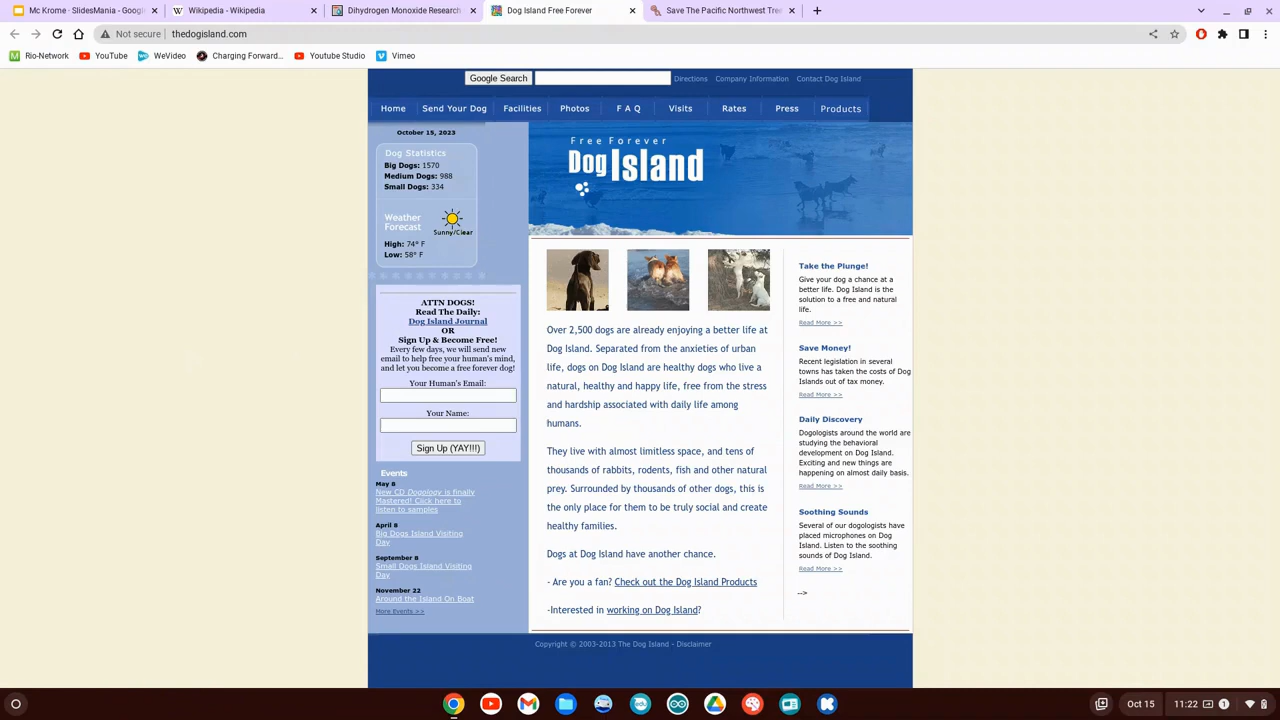 Mc Krome - SlidesMania - Googl
Wikipedia - Wikipedia
Dihydrogen Monoxide Research
Dog Island Free Forever
Save The Pacific Northwest Tre
Not secure
thedogisland.com
Rio-Network
YouTube
WeVideo
Charging Forward...
Youtube Studio
Vimeo
Google Search
Directions
Company Information
Contact Dog Island
Home
Send Your Dog
Facilities
Photos
F A Q
Visits
Rates
Press
Products
October 15, 2023
Dog Statistics
Big Dogs: 1570
Medium Dogs: 988
Small Dogs: 334
Weather
Forecast
Sunny/Clear
High: 74° F
Low: 58° F
ATTN DOGS!
Read The Daily:
Dog Island Journal
OR
Sign Up & Become Free!
Every few days, we will send new
email to help free your human's mind,
and let you become a free forever dog!
Your Human's Email:
Your Name:
Sign Up (YAY!!!)
Events
May 8
New CD Dogology is finally
Mastered! Click here to
listen to samples
April 8
Big Dogs Island Visiting
Day
September 8
Small Dogs Island Visiting
Day
November 22
Around the Island On Boat
More Events >>
Free Forever
Dog Island
Over 2,500 dogs are already enjoying a better life at
Dog Island. Separated from the anxieties of urban
life, dogs on Dog Island are healthy dogs who live a
natural, healthy and happy life, free from the stress
and hardship associated with daily life among
humans.
They live with almost limitless space, and tens of
thousands of rabbits, rodents, fish and other natural
prey. Surrounded by thousands of other dogs, this is
the only place for them to be truly social and create
healthy families.
Dogs at Dog Island have another chance.
- Are you a fan? Check out the Dog Island Products
-Interested in working on Dog Island?
Take the Plunge!
Give your dog a chance at a
better life. Dog Island is the
solution to a free and natural
life.
Read More >>
Save Money!
Recent legislation in several
towns has taken the costs of Dog
Islands out of tax money.
Read More >>
Daily Discovery
Dogologists around the world are
studying the behavioral
development on Dog Island.
Exciting and new things are
happening on almost daily basis.
Read More >>
Soothing Sounds
Several of our dogologists have
placed microphones on Dog
Island. Listen to the soothing
sounds of Dog Island.
Read More >>
-->
Copyright © 2003-2013 The Dog Island - Disclaimer
Oct 15
11:22
1